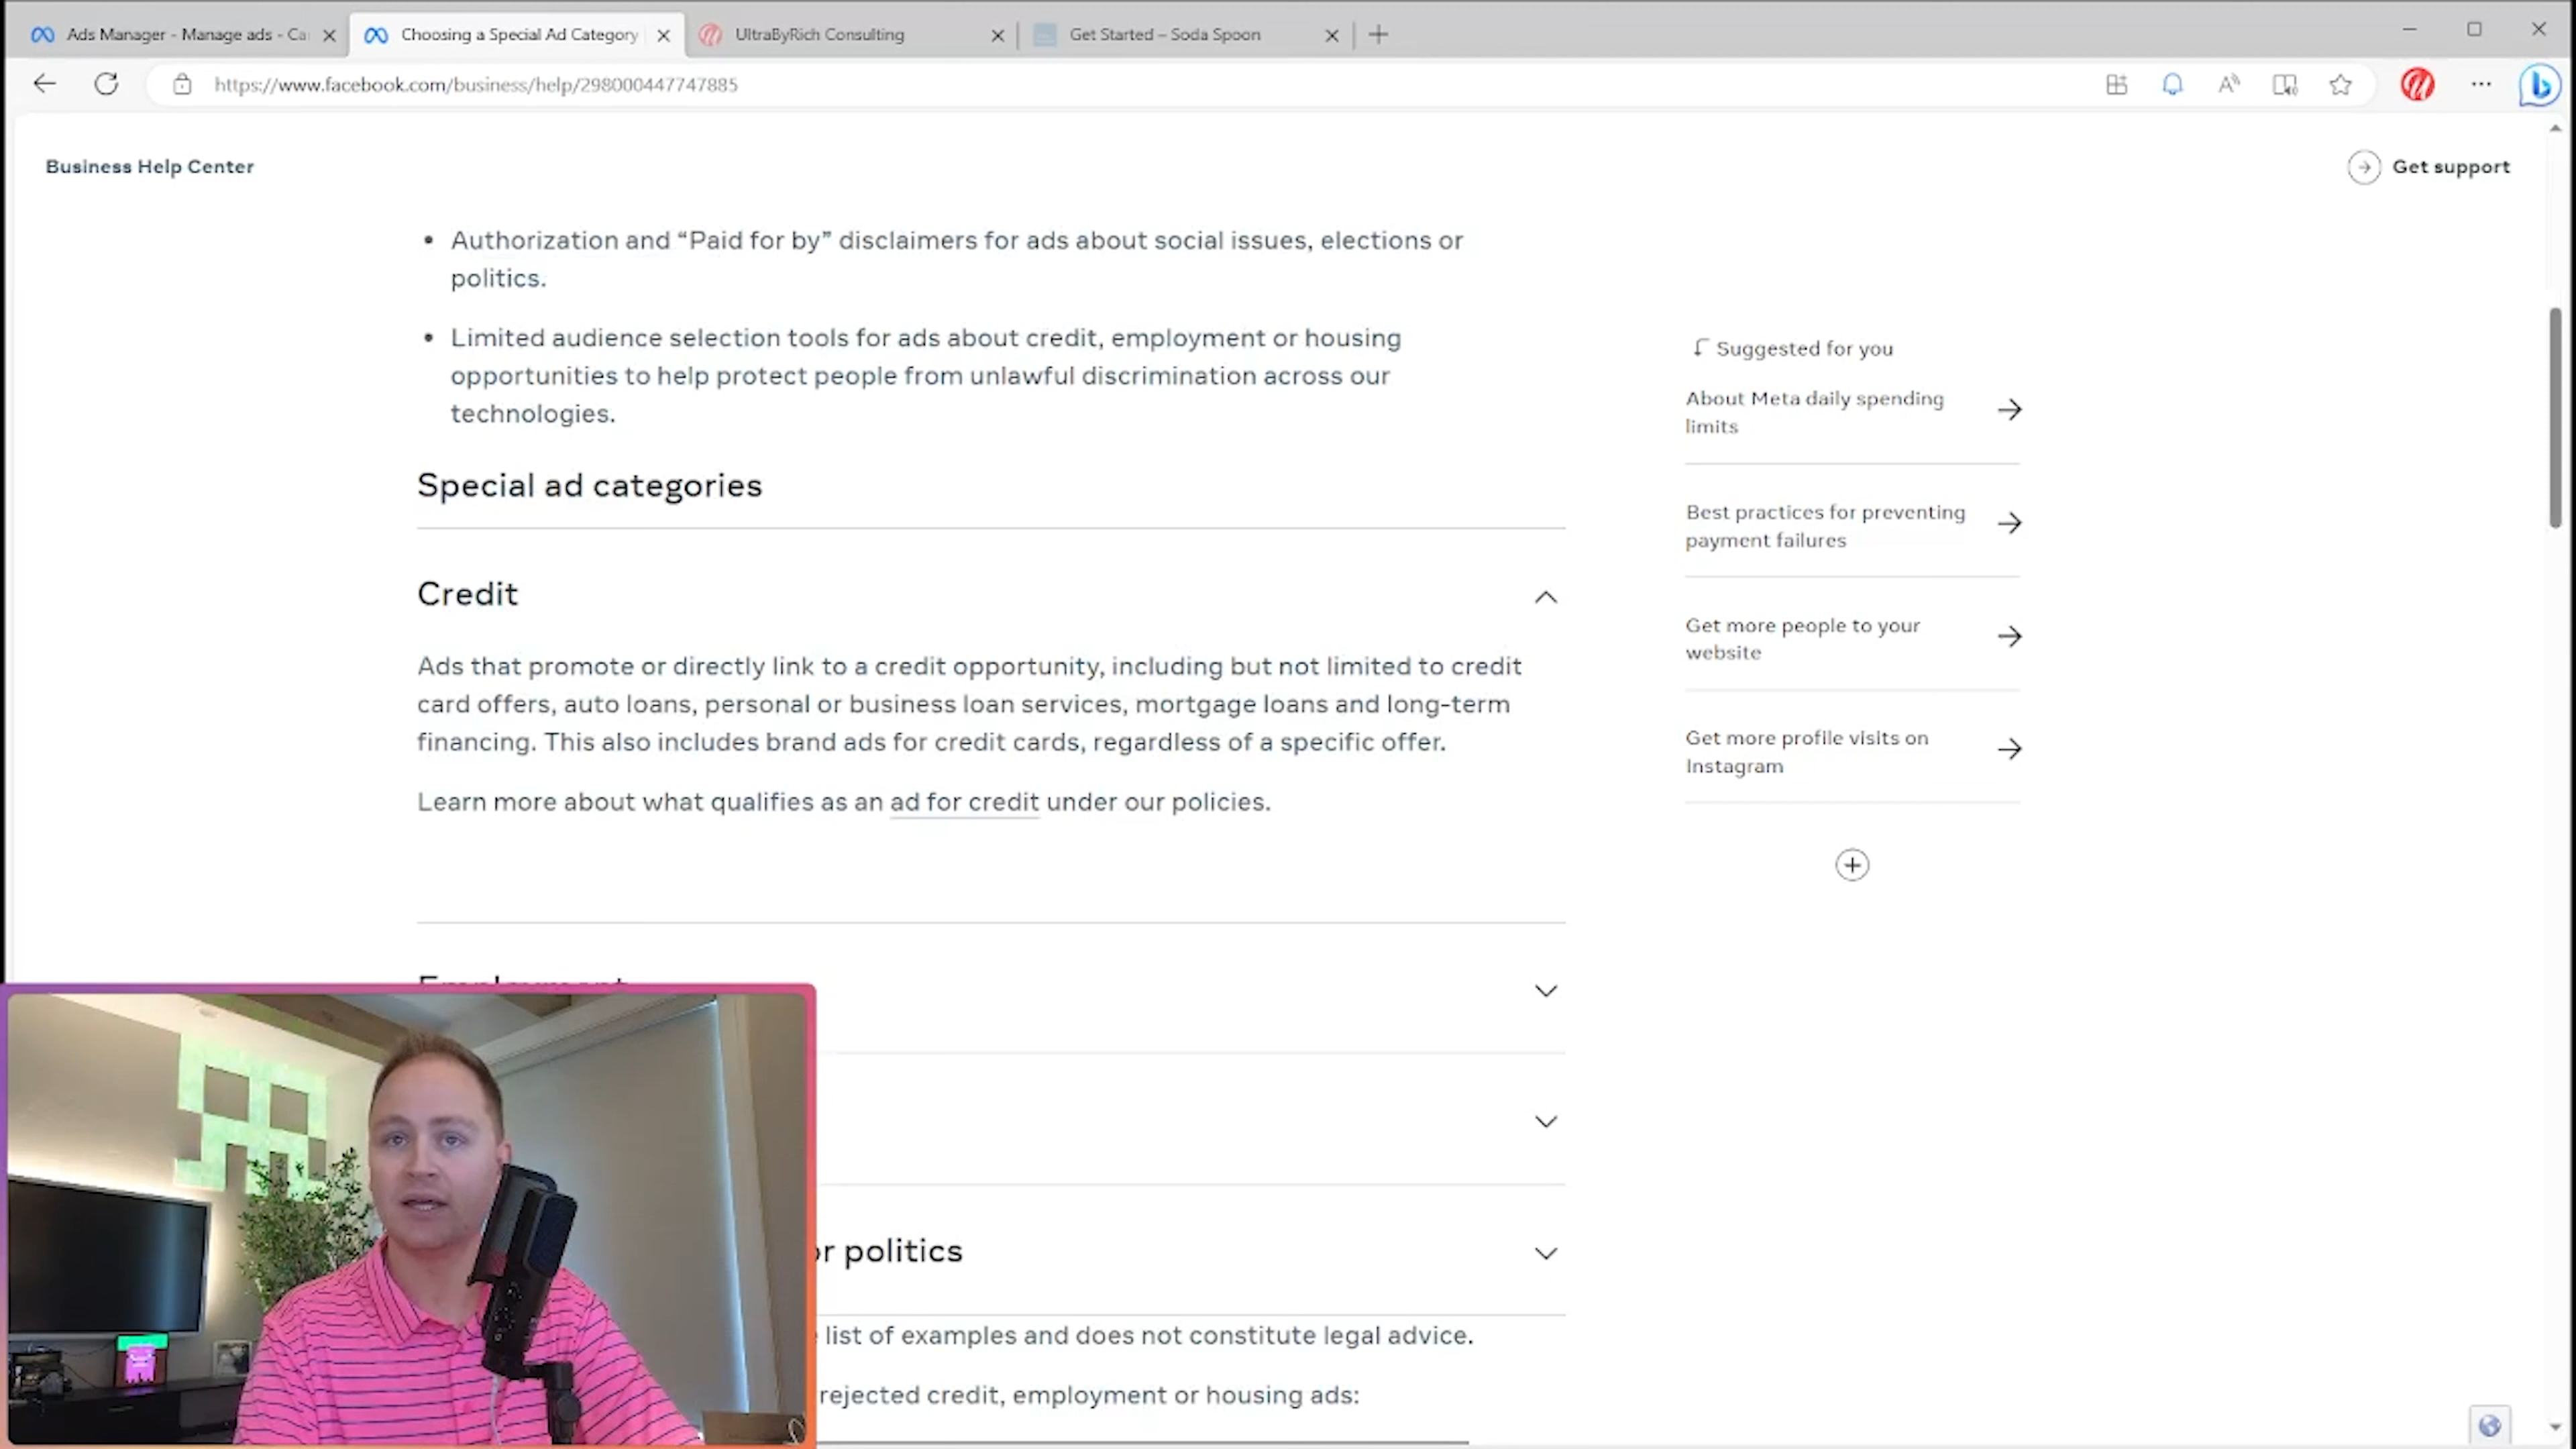 Ads Manager - Manage ads - Ca
Choosing a Special Ad Category
UltraByRich Consulting
Get Started – Soda Spoon
https://www.facebook.com/business/help/298000447747885
Business Help Center
Get support
• Authorization and “Paid for by” disclaimers for ads about social issues, elections or
politics.
• Limited audience selection tools for ads about credit, employment or housing
opportunities to help protect people from unlawful discrimination across our
technologies.
Special ad categories
Credit
Ads that promote or directly link to a credit opportunity, including but not limited to credit
card offers, auto loans, personal or business loan services, mortgage loans and long-term
financing. This also includes brand ads for credit cards, regardless of a specific offer.
Learn more about what qualifies as an ad for credit under our policies.
Employment
or politics
list of examples and does not constitute legal advice.
rejected credit, employment or housing ads:
Suggested for you
About Meta daily spending
limits
Best practices for preventing
payment failures
Get more people to your
website
Get more profile visits on
Instagram